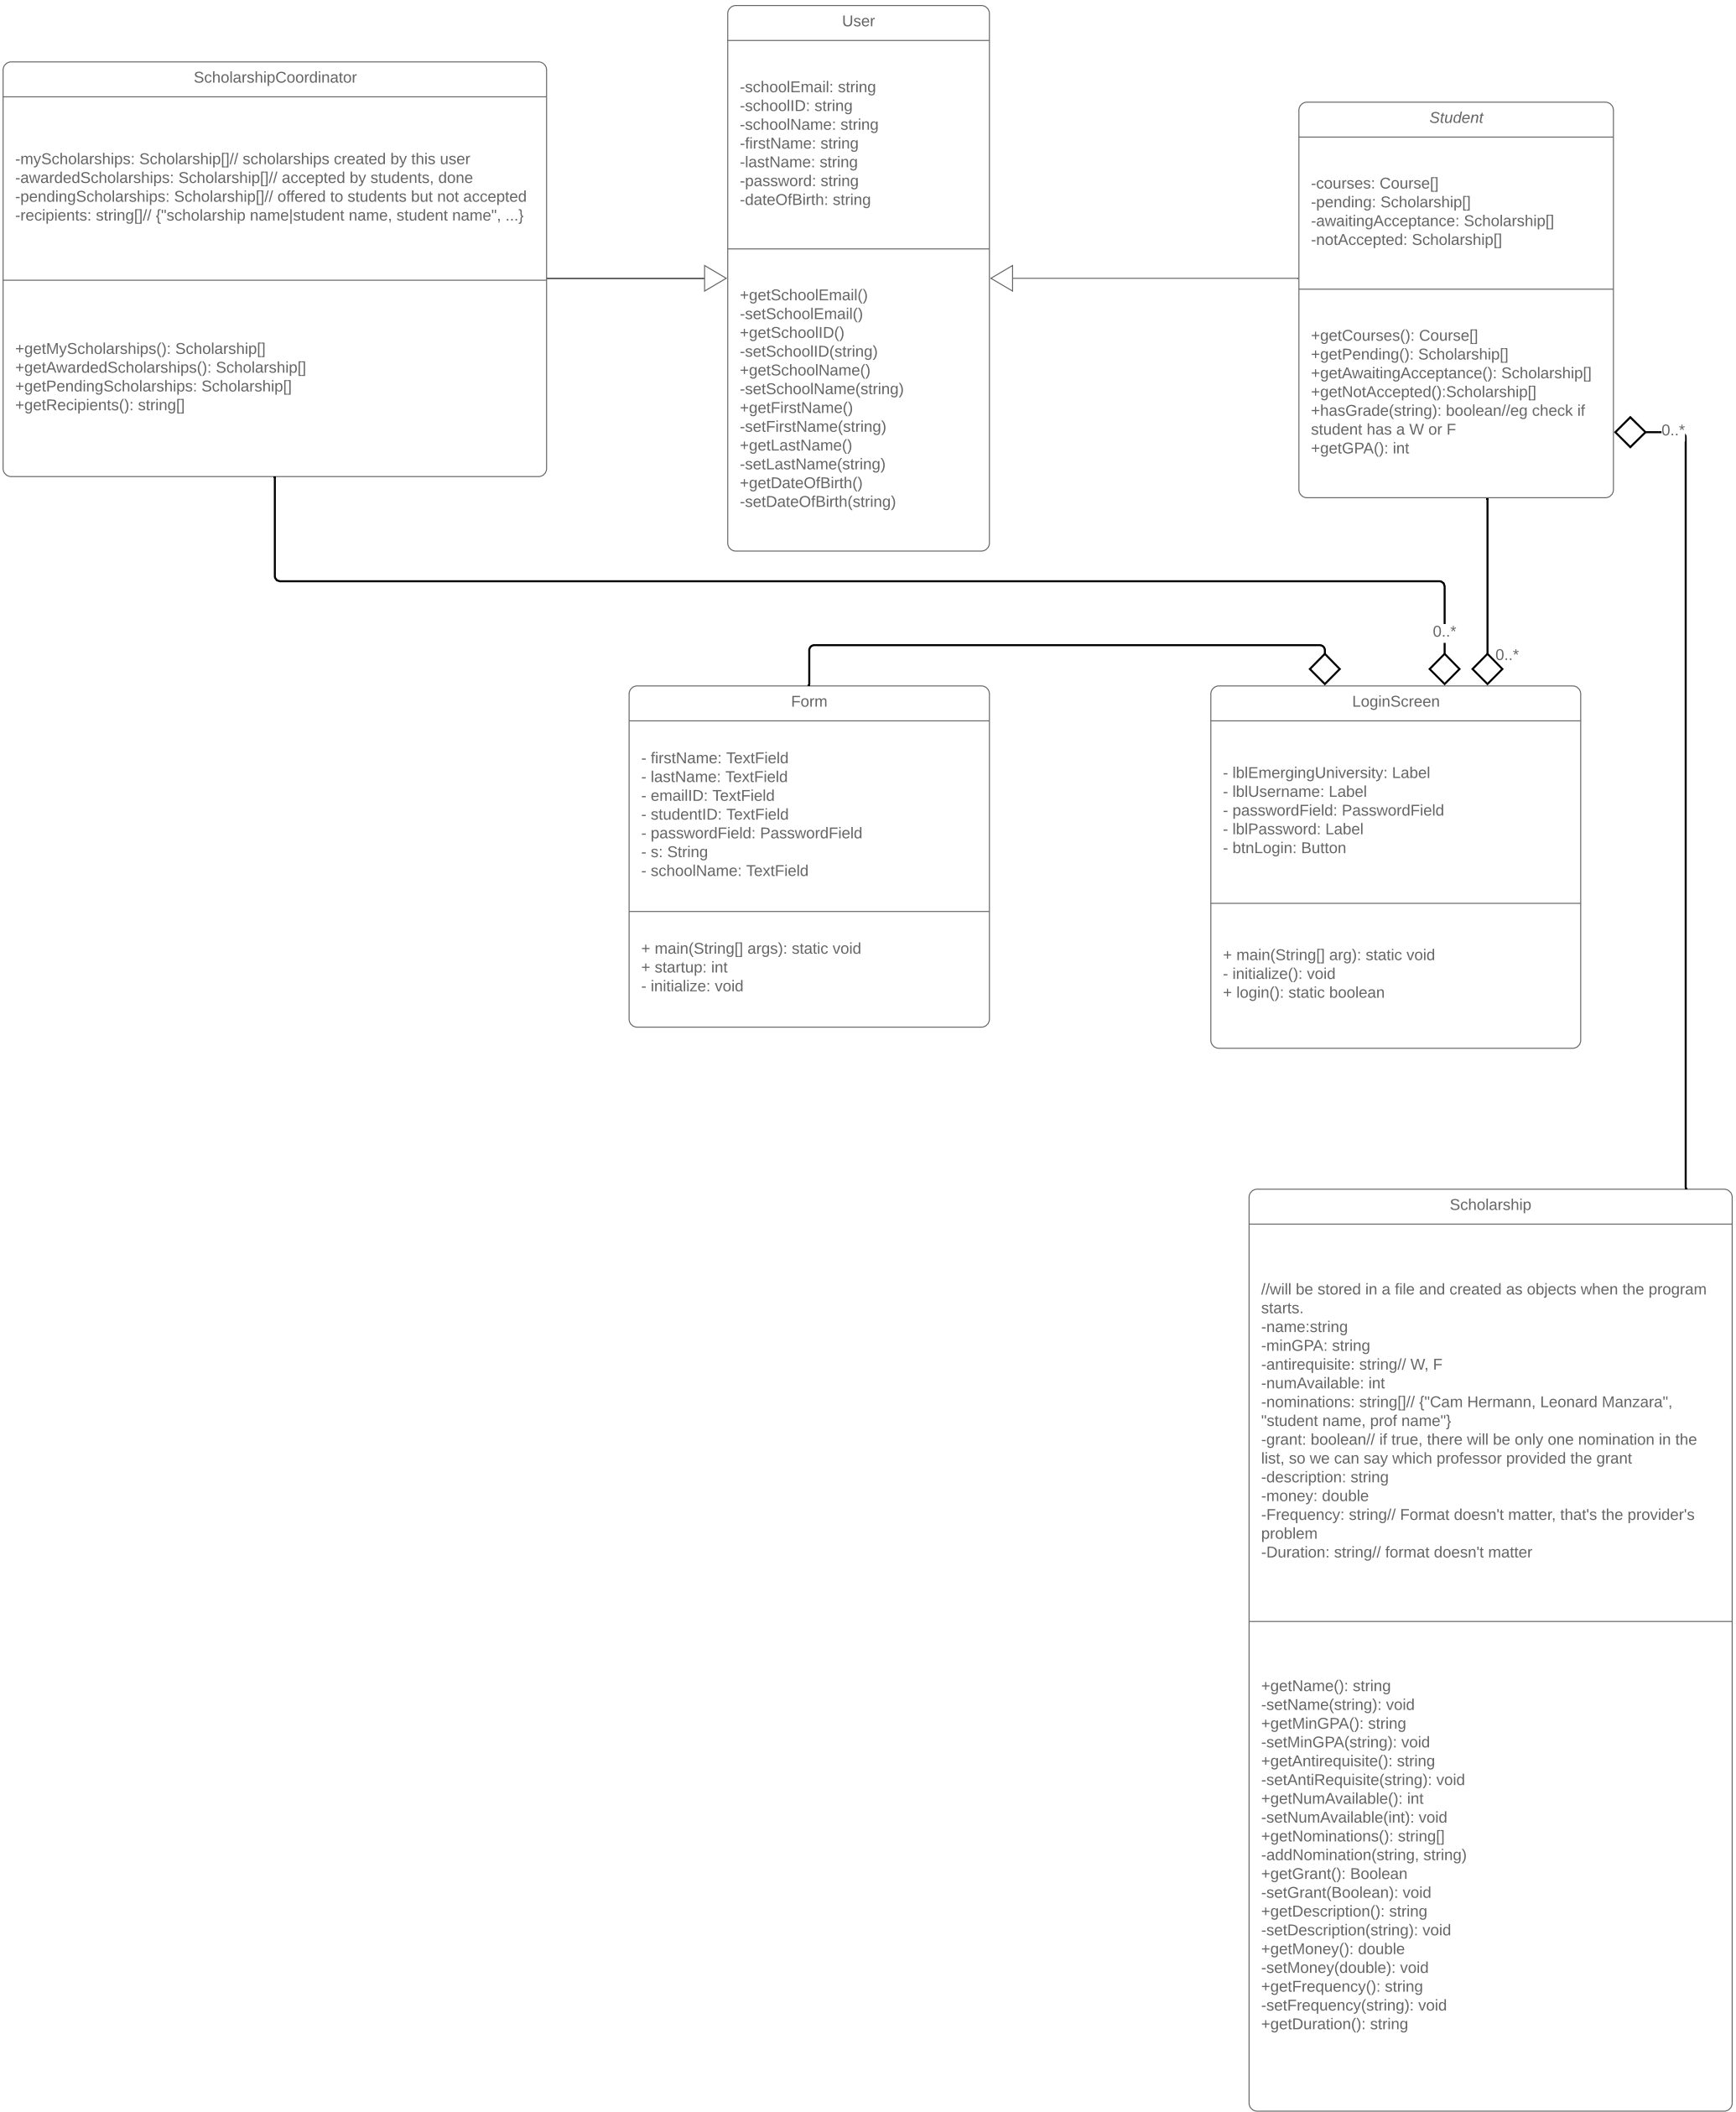 User
-schoolEmail: string
-schoolID: string
-schoolName: string
-firstName: string
-lastName: string
-password: string
-dateOfBirth: string
+getSchoolEmail()
-setSchoolEmail()
+getSchoolID()
-setSchoolID(string)
+getSchoolName()
-setSchoolName(string)
+getFirstName()
-setFirstName(string)
+getLastName()
-setLastName(string)
+getDateOfBirth()
-setDateOfBirth(string)
ScholarshipCoordinator
-myScholarships: Scholarship[]// scholarships created by this user
-awardedScholarships: Scholarship[]// accepted by students, done
-pendingScholarships: Scholarship[]// offered to students but not accepted
-recipients: string[]// {"scholarship name|student name, student name", ...}
+getMyScholarships(): Scholarship[]
+getAwardedScholarships(): Scholarship[]
+getPendingScholarships: Scholarship[]
+getRecipients(): string[]
Student
-courses: Course[]
-pending: Scholarship[]
-awaitingAcceptance: Scholarship[]
-notAccepted: Scholarship[]
+getCourses(): Course[]
+getPending(): Scholarship[]
+getAwaitingAcceptance(): Scholarship[]
+getNotAccepted():Scholarship[]
+hasGrade(string): boolean//eg check if
student has a W or F
+getGPA(): int
0..*
0..*
0..*
Form
- firstName: TextField
- lastName: TextField
- emailID: TextField
- studentID: TextField
- passwordField: PasswordField
- s: String
- schoolName: TextField
+ main(String[] args): static void
+ startup: int
- initialize: void
LoginScreen
- lblEmergingUniversity: Label
- lblUsername: Label
- passwordField: PasswordField
- lblPassword: Label
- btnLogin: Button
+ main(String[] arg): static void
- initialize(): void
+ login(): static boolean
Scholarship
//will be stored in a file and created as objects when the program
starts.
-name:string
-minGPA: string
-antirequisite: string// W, F
-numAvailable: int
-nominations: string[]// {"Cam Hermann, Leonard Manzara",
"student name, prof name"}
-grant: boolean// if true, there will be only one nomination in the
list, so we can say which professor provided the grant
-description: string
-money: double
-Frequency: string// Format doesn't matter, that's the provider's
problem
-Duration: string// format doesn't matter
+getName(): string
-setName(string): void
+getMinGPA(): string
-setMinGPA(string): void
+getAntirequisite(): string
-setAntiRequisite(string): void
+getNumAvailable(): int
-setNumAvailable(int): void
+getNominations(): string[]
-addNomination(string, string)
+getGrant(): Boolean
-setGrant(Boolean): void
+getDescription(): string
-setDescription(string): void
+getMoney(): double
-setMoney(double): void
+getFrequency(): string
-setFrequency(string): void
+getDuration(): string